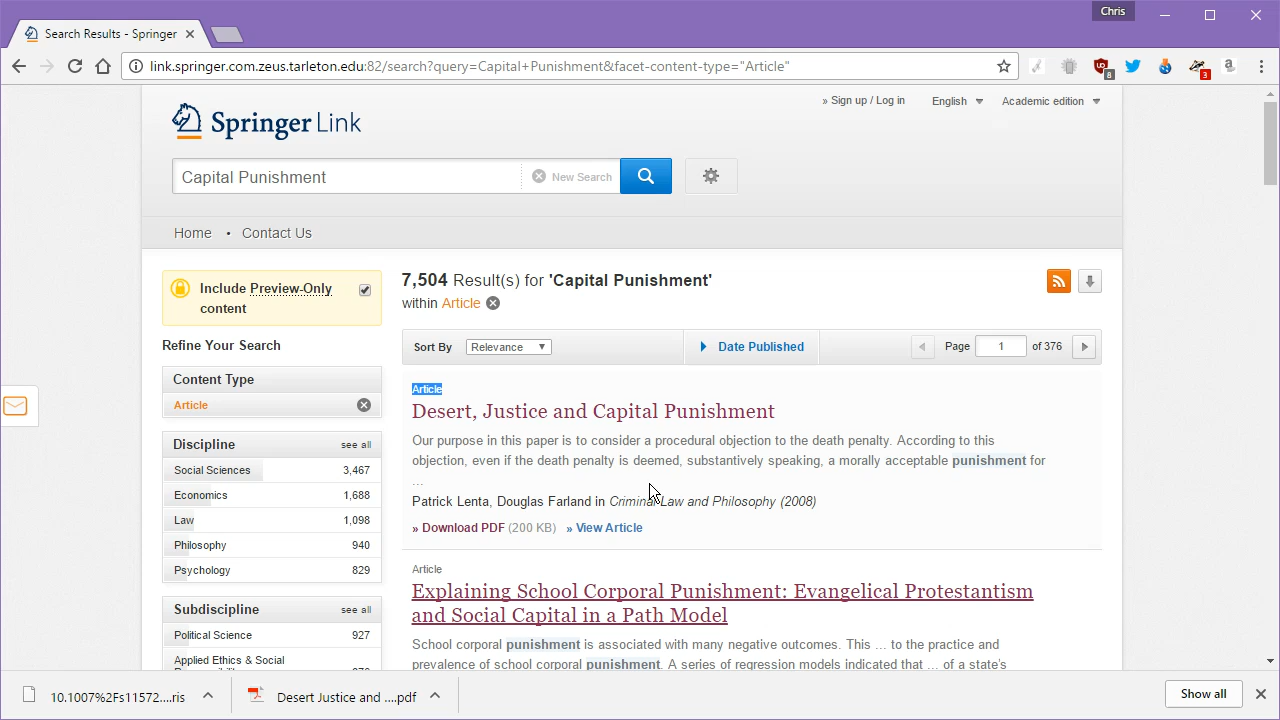 Chris
Search Results - Springer
link.springer.com.zeus.tarleton.edu:82/search?query=Capital+Punishment&facet-content-type="Article"
8
3
a
» Sign up / Log in English Academic edition
Springer Link
Capital Punishment New Search
Home • Contact Us
Include Preview-Only
content
7,504 Result(s) for 'Capital Punishment'
within Article
Refine Your Search
Sort By Relevance Date Published Page 1 of 376
Content Type
Article
Discipline see all
Social Sciences 3,467
Economics 1,688
Law 1,098
Philosophy 940
Psychology 829
Subdiscipline see all
Political Science 927
Applied Ethics & Social
Article
Desert, Justice and Capital Punishment
Our purpose in this paper is to consider a procedural objection to the death penalty. According to this
objection, even if the death penalty is deemed, substantively speaking, a morally acceptable punishment for
...
Patrick Lenta, Douglas Farland in Criminal Law and Philosophy (2008)
» Download PDF (200 KB) » View Article
Article
Explaining School Corporal Punishment: Evangelical Protestantism
and Social Capital in a Path Model
School corporal punishment is associated with many negative outcomes. This ... to the practice and
prevalence of school corporal punishment. A series of regression models indicated that ... of a state's
10.1007%2Fs11572....ris
Desert Justice and ....pdf
Show all